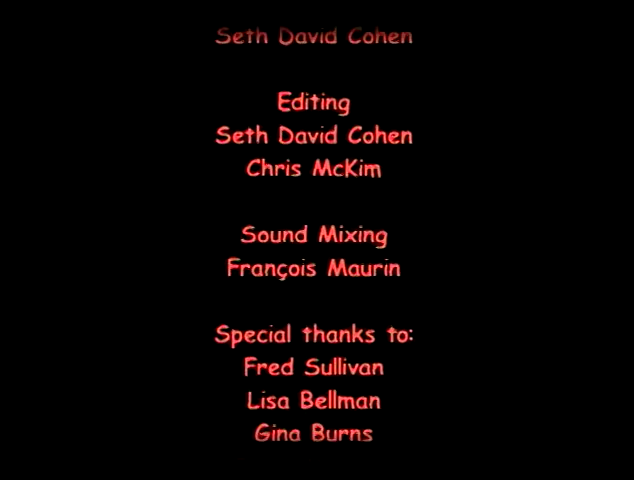 Seth David Cohen
Editing
Seth David Cohen
Chris McKim
Sound Mixing
François Maurin
Special thanks to:
Fred Sullivan
Lisa Bellman
Gina Burns